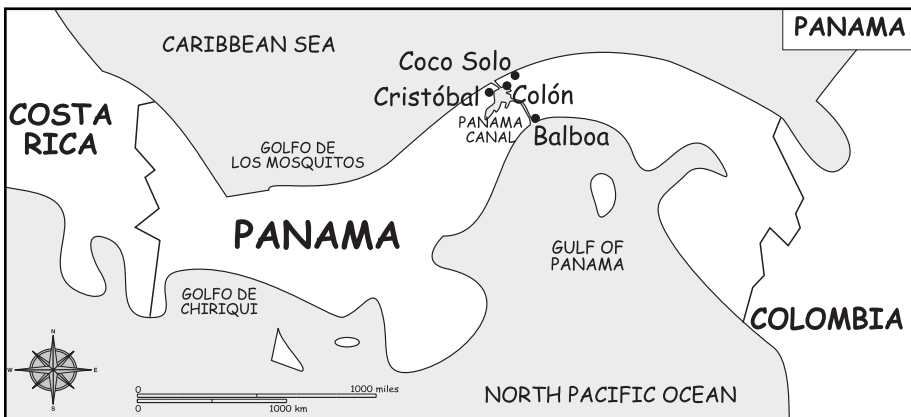 PANAMA
CARIBBEAN SEA
Coco Solo
COSTA
RICA
Cristóbal
Colón
PANAMA
CANAL
Balboa
GOLFO DE
LOS MOSQUITOS
PANAMA
GULF OF
PANAMA
GOLFO DE
CHIRIQUI
COLOMBIA
N
W
E
S
0
1000 miles
0
1000 km
NORTH PACIFIC OCEAN